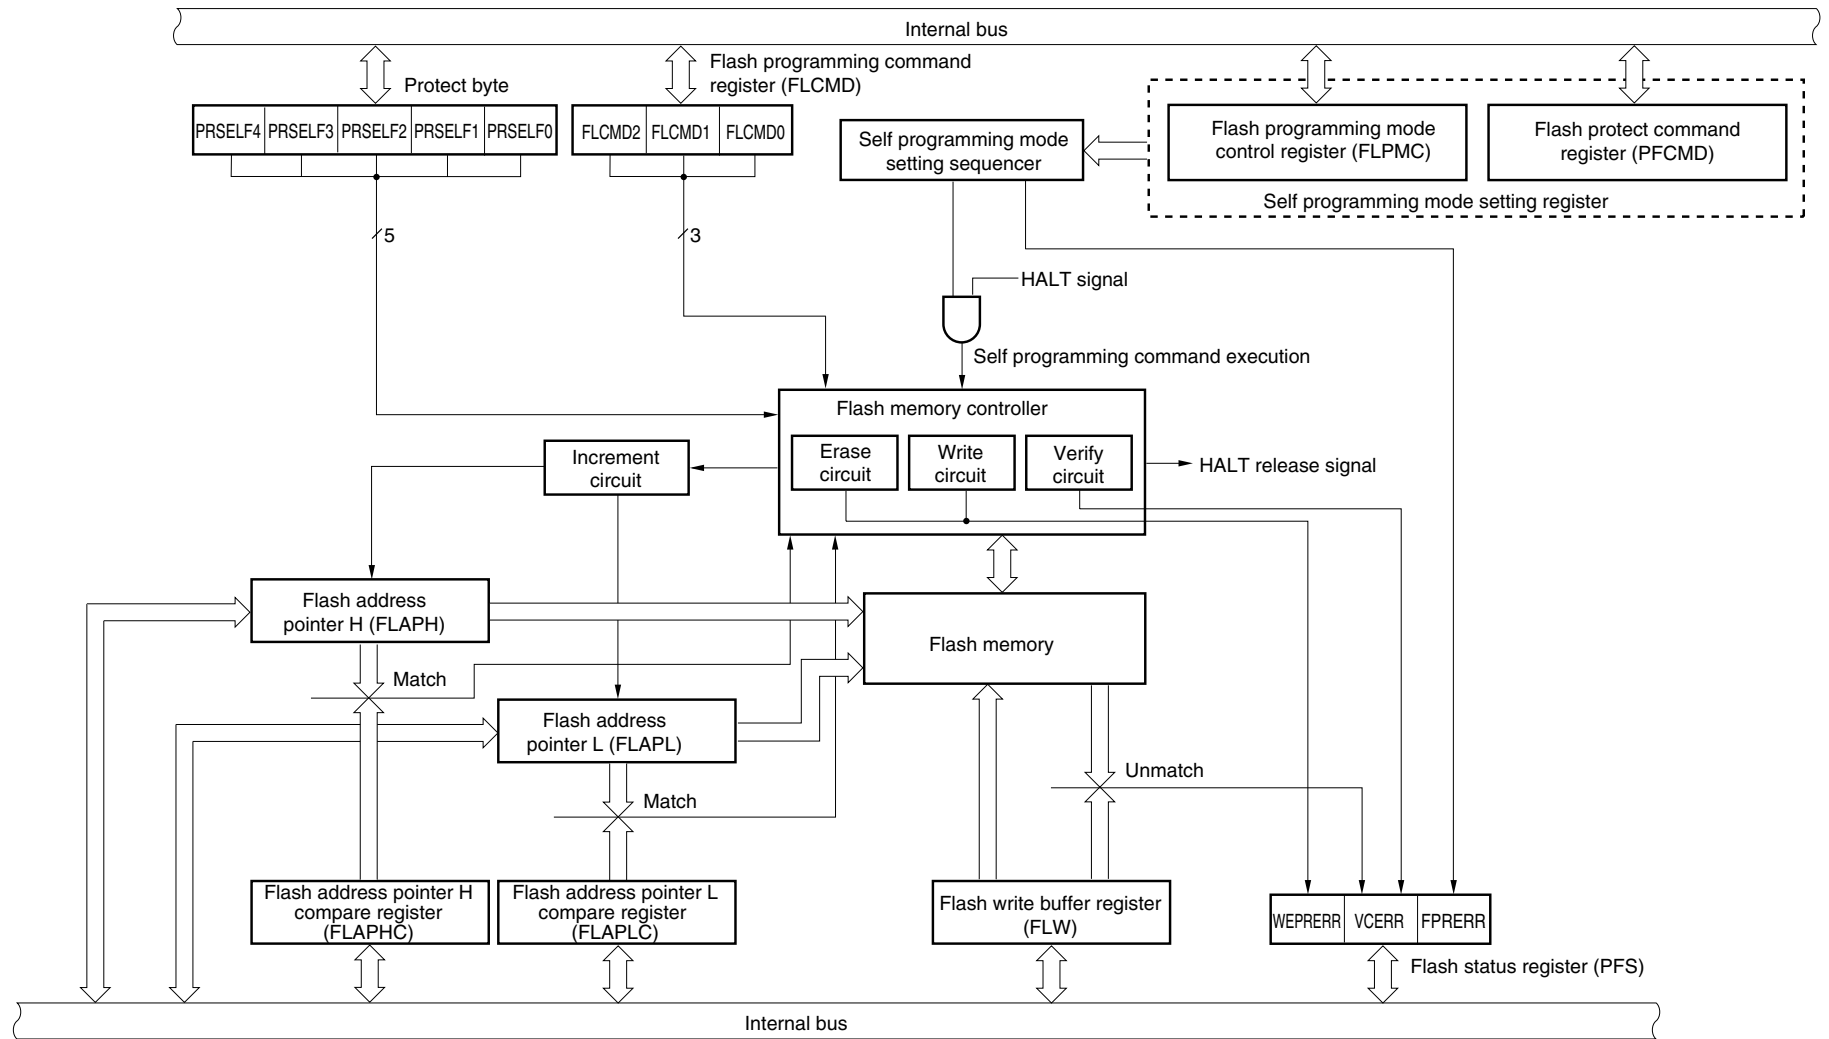 Internal bus
Flash programming command
register (FLCMD)
Protect byte
PRSELF4 PRSELF3 PRSELF2 PRSELF1 PRSELF0
FLCMD2 FLCMD1 FLCMD0
Self programming mode
setting sequencer
Flash programming mode
control register (FLPMC)
Flash protect command
register (PFCMD)
Self programming mode setting register
5
3
HALT signal
Self programming command execution
Flash memory controller
Increment
circuit
Erase
circuit
Write
circuit
Verify
circuit
HALT release signal
Flash address
pointer H (FLAPH)
Flash memory
Match
Flash address
pointer L (FLAPL)
Match
Unmatch
Flash address pointer H
compare register
(FLAPHC)
Flash address pointer L
compare register
(FLAPLC)
Flash write buffer register
(FLW)
WEPRERR VCERR FPRERR
Flash status register (PFS)
Internal bus